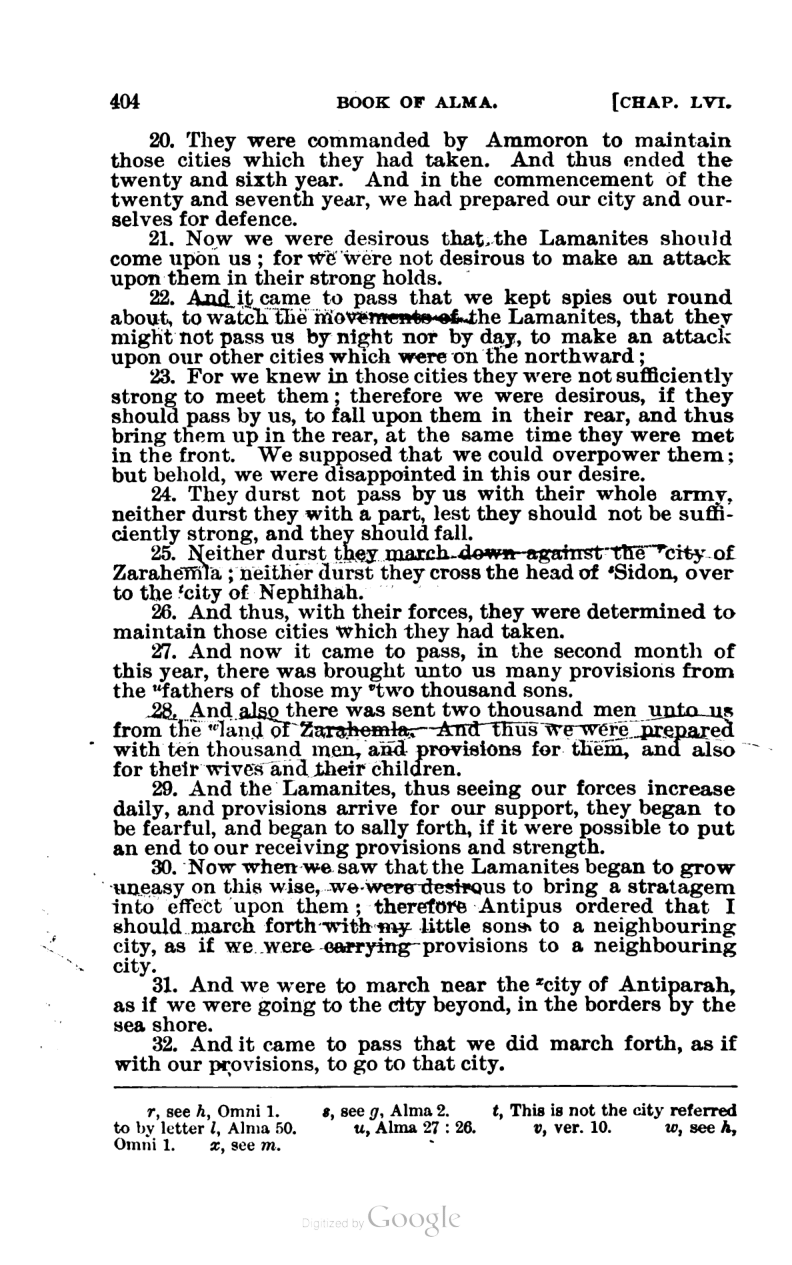 404 BOOK OF ALMA. [CHAP. LVI.
20. They were commanded by Ammoron to maintain
those cities which they had taken. And thus ended the
twenty and sixth year. And in the commencement of the
twenty and seventh year, we had prepared our city and our-
selves for defence.
21. Now we were desirous that the Lamanites should
come upon us; for we were not desirous to make an attack
upon them in their strong holds.
22. And it came to pass that we kept spies out round
about, to watch the movements of the Lamanites, that they
might not pass us by night nor by day, to make an attack
upon our other cities which were on the northward;
23. For we knew in those cities they were not sufficiently
strong to meet them; therefore we were desirous, if they
should pass by us, to fall upon them in their rear, and thus
bring them up in the rear, at the same time they were met
in the front. We supposed that we could overpower them;
but behold, we were disappointed in this our desire.
24. They durst not pass by us with their whole army,
neither durst they with a part, lest they should not be suffi-
ciently strong, and they should fall.
25. Neither durst they march down against the rcity of
Zarahemla; neither durst they cross the head of sSidon, over
to the tcity of Nephihah.
26. And thus, with their forces, they were determined to
maintain those cities which they had taken.
27. And now it came to pass, in the second month of
this year, there was brought unto us many provisions from
the ufathers of those my vtwo thousand sons.
28. And also there was sent two thousand men unto us
from the wland of Zarahemla. And thus we were prepared
with ten thousand men, and provisions for them, and also
for their wives and their children.
29. And the Lamanites, thus seeing our forces increase
daily, and provisions arrive for our support, they began to
be fearful, and began to sally forth, if it were possible to put
an end to our receiving provisions and strength.
30. Now when we saw that the Lamanites began to grow
uneasy on this wise, we were desirous to bring a stratagem
into effect upon them; therefore Antipus ordered that I
should march forth with my little sons to a neighbouring
city, as if we were carrying provisions to a neighbouring
city.
31. And we were to march near the xcity of Antiparah,
as if we were going to the city beyond, in the borders by the
sea shore.
32. And it came to pass that we did march forth, as if
with our provisions, to go to that city.
r, see h, Omni 1. s, see g, Alma 2. t, This is not the city referred
to by letter l, Alma 50. u, Alma 27 : 26. v, ver. 10. w, see h,
Omni 1. x, see m.
Digitized by Google